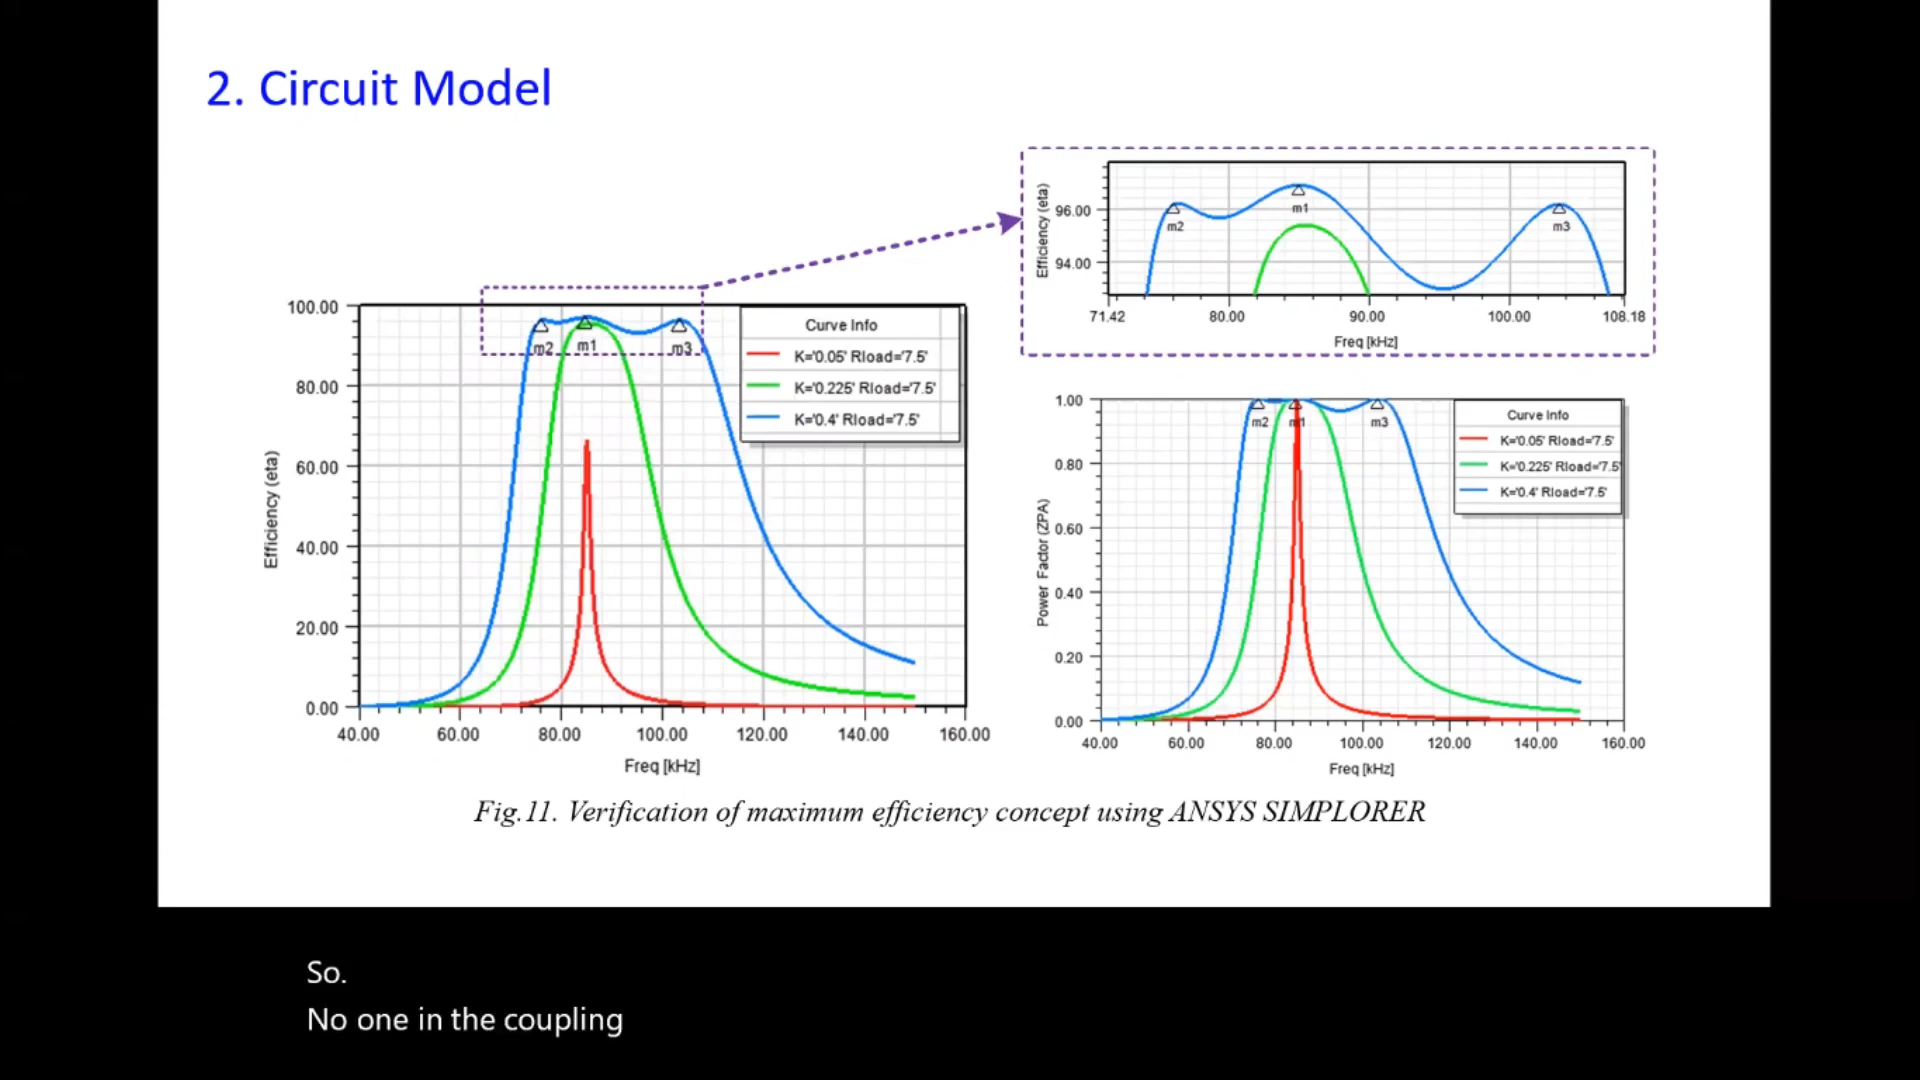 2. Circuit Model
Efficiency (eta)
96.00
94.00
m2
m1
m3
71.42
80.00
90.00
100.00
108.18
Freq [kHz]
Efficiency (eta)
100.00
80.00
60.00
40.00
20.00
0.00
m2
m1
m3
Curve Info
K='0.05' Rload='7.5'
K='0.225' Rload='7.5'
K='0.4' Rload='7.5'
40.00
60.00
80.00
100.00
120.00
140.00
160.00
Freq [kHz]
Power Factor (ZPA)
1.00
0.80
0.60
0.40
0.20
0.00
m2
m1
m3
Curve Info
K='0.05' Rload='7.5'
K='0.225' Rload='7.5'
K='0.4' Rload='7.5'
40.00
60.00
80.00
100.00
120.00
140.00
160.00
Freq [kHz]
Fig.11. Verification of maximum efficiency concept using ANSYS SIMPLORER
So.
No one in the coupling